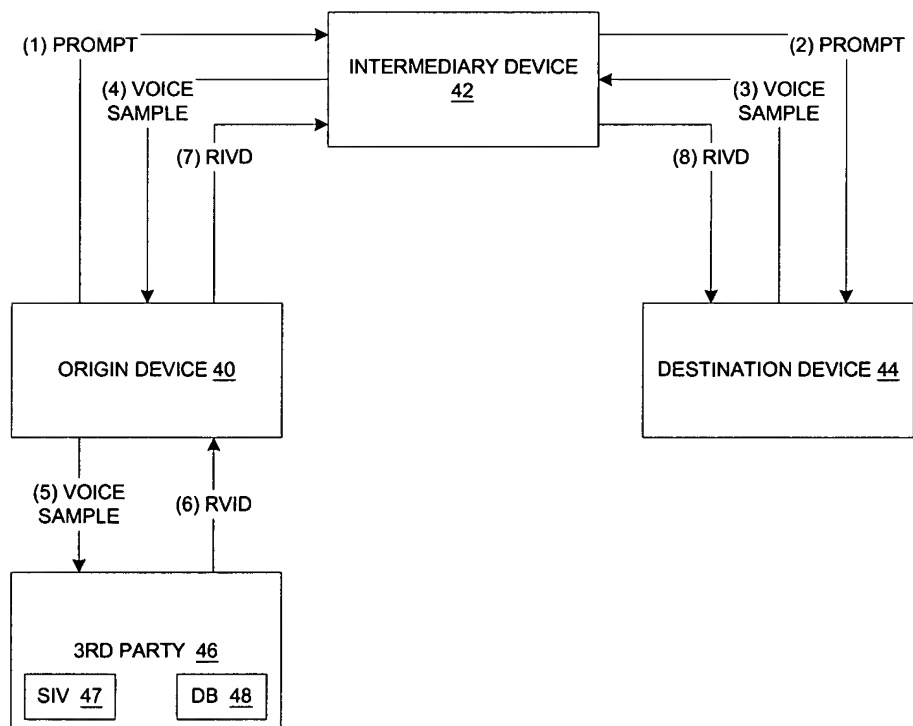 (1) PROMPT
INTERMEDIARY DEVICE
42
(2) PROMPT
(4) VOICE
SAMPLE
(3) VOICE
SAMPLE
(7) RIVD
(8) RIVD
ORIGIN DEVICE 40
DESTINATION DEVICE 44
(5) VOICE
SAMPLE
(6) RVID
3RD PARTY 46
SIV 47
DB 48